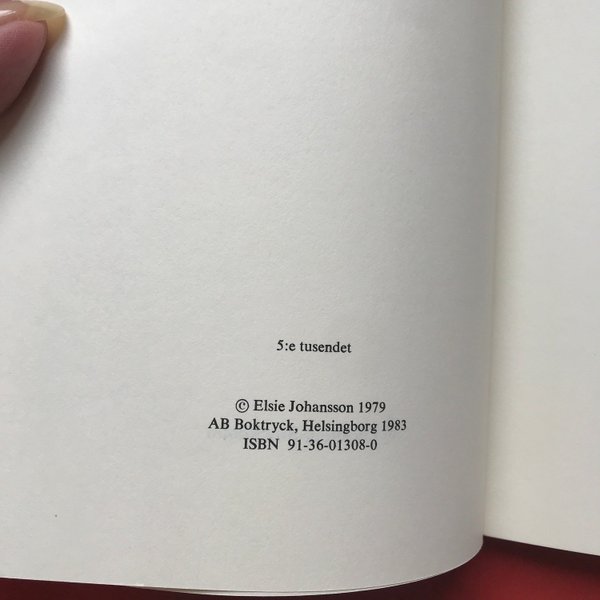 5:e tusendet
© Elsie Johansson 1979
AB Boktryck, Helsingborg 1983
ISBN 91-36-01308-0